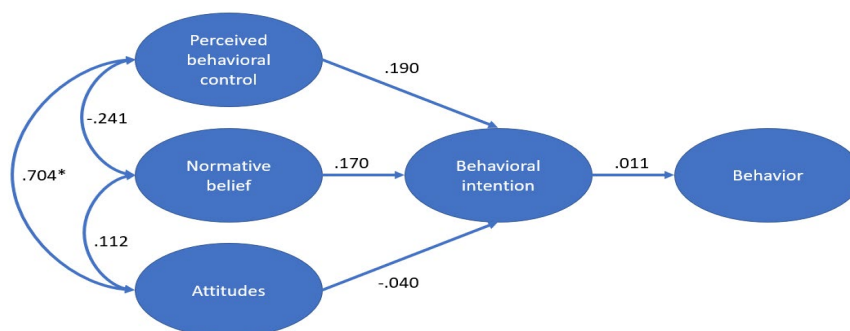 Perceived
behavioral
control
.190
-.241
Normative
belief
.170
Behavioral
intention
.011
Behavior
.704*
.112
Attitudes
-.040